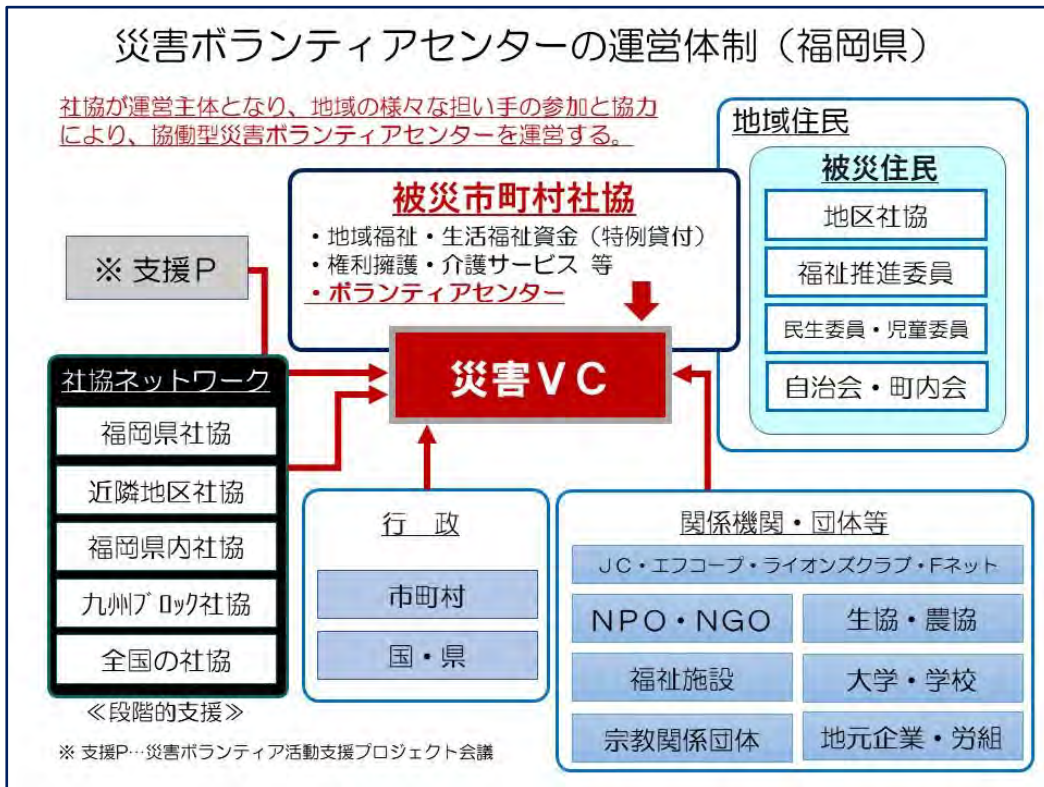 災害ボランティアセンターの運営体制（福岡県）
社協が運営主体となり、地域の様々な担い手の参加と協力
により、協働型災害ボランティアセンターを運営する。
被災市町村社協
・地域福祉・生活福祉資金（特例貸付）
・権利擁護・介護サービス 等
・ボランティアセンター
災害ＶＣ
地域住民
被災住民
地区社協
福祉推進委員
民生委員・児童委員
自治会・町内会
※ 支援Ｐ
社協ネットワーク
福岡県社協
近隣地区社協
福岡県内社協
九州ﾌﾞﾛｯｸ社協
全国の社協
≪段階的支援≫
行　政
市町村
国・県
関係機関・団体等
ＪＣ・エフコープ・ライオンズクラブ・Fネット
ＮＰＯ・ＮＧＯ
生協・農協
福祉施設
大学・学校
宗教関係団体
地元企業・労組
※ 支援P…災害ボランティア活動支援プロジェクト会議